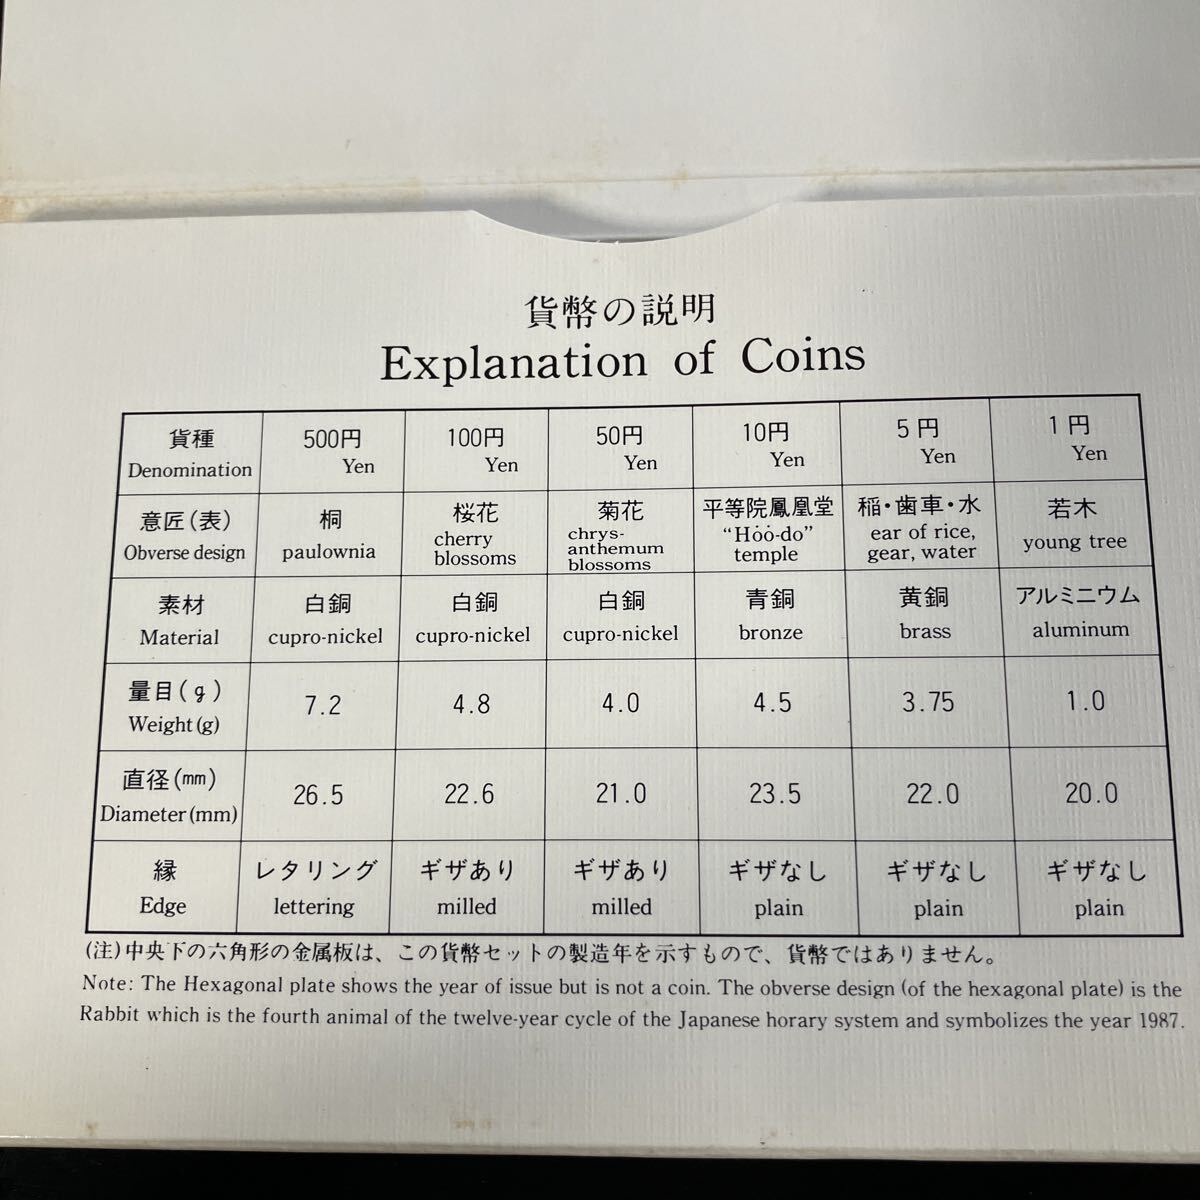 貨幣の説明
Explanation of Coins
貨種 500円 100円 50円 10円 5円 1円
Denomination Yen Yen Yen Yen Yen Yen
意匠(表) 桐 桜花 菊花 平等院鳳凰堂 稲・歯車・水 若木
Obverse design paulownia cherry blossoms chrys-anthemum blossoms "Hȯȯ-do" temple ear of rice, gear, water young tree
素材 白銅 白銅 白銅 青銅 黄銅 アルミニウム
Material cupro-nickel cupro-nickel cupro-nickel bronze brass aluminum
量目(g) 7.2 4.8 4.0 4.5 3.75 1.0
Weight(g)
直径(㎜) 26.5 22.6 21.0 23.5 22.0 20.0
Diameter(mm)
縁 レタリング ギザあり ギザあり ギザなし ギザなし ギザなし
Edge lettering milled milled plain plain plain
(注)中央下の六角形の金属板は、この貨幣セットの製造年を示すもので、貨幣ではありません。
Note: The Hexagonal plate shows the year of issue but is not a coin. The obverse design (of the hexagonal plate) is the
Rabbit which is the fourth animal of the twelve-year cycle of the Japanese horary system and symbolizes the year 1987.